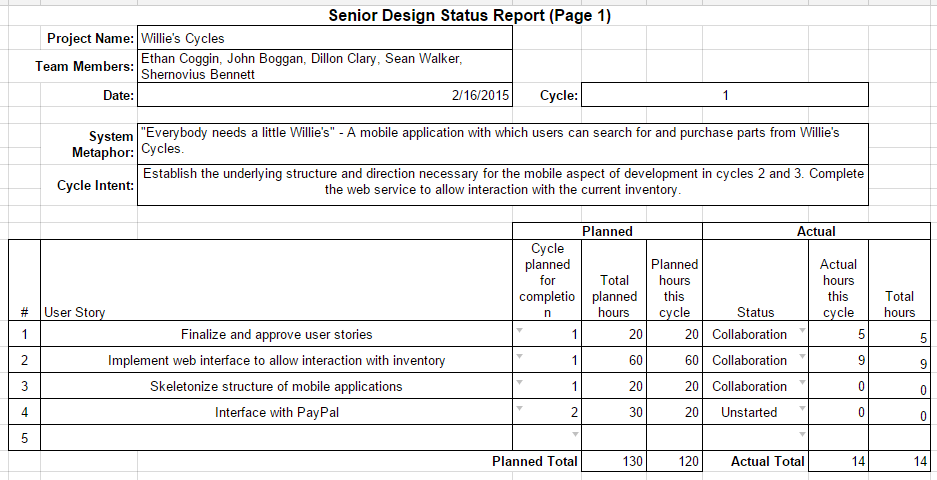 Senior Design Status Report (Page 1)
Project Name: Willie's Cycles
Team Members: Ethan Coggin, John Boggan, Dillon Clary, Sean Walker,
Shernovius Bennett
Date: 2/16/2015 Cycle: 1
System Metaphor: "Everybody needs a little Willie's" - A mobile application with which users can search for and purchase parts from Willie's
Cycles.
Cycle Intent: Establish the underlying structure and direction necessary for the mobile aspect of development in cycles 2 and 3. Complete
the web service to allow interaction with the current inventory.
Planned Actual
# User Story Cycle planned for completio n Total planned hours Planned hours this cycle Status Actual hours this cycle Total hours
1 Finalize and approve user stories 1 20 20 Collaboration 5 5
2 Implement web interface to allow interaction with inventory 1 60 60 Collaboration 9 9
3 Skeletonize structure of mobile applications 1 20 20 Collaboration 0 0
4 Interface with PayPal 2 30 20 Unstarted 0 0
5
Planned Total 130 120 Actual Total 14 14